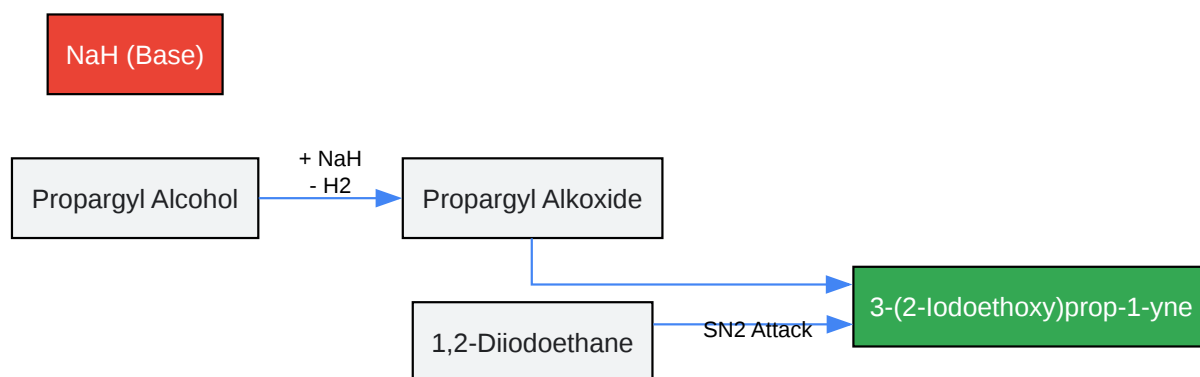 NaH (Base)
Propargyl Alcohol
+ NaH
- H2
Propargyl Alkoxide
1,2-Diiodoethane
SN2 Attack
3-(2-Iodoethoxy)prop-1-yne